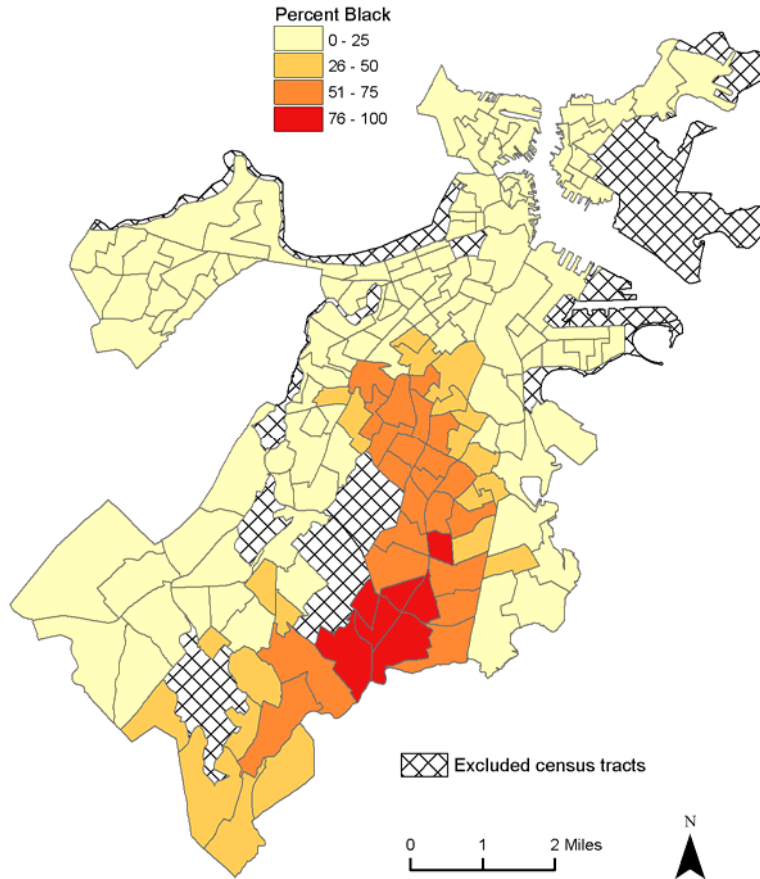 Percent Black
0 - 25
26 - 50
51 - 75
76 - 100
Excluded census tracts
N
0 1 2 Miles